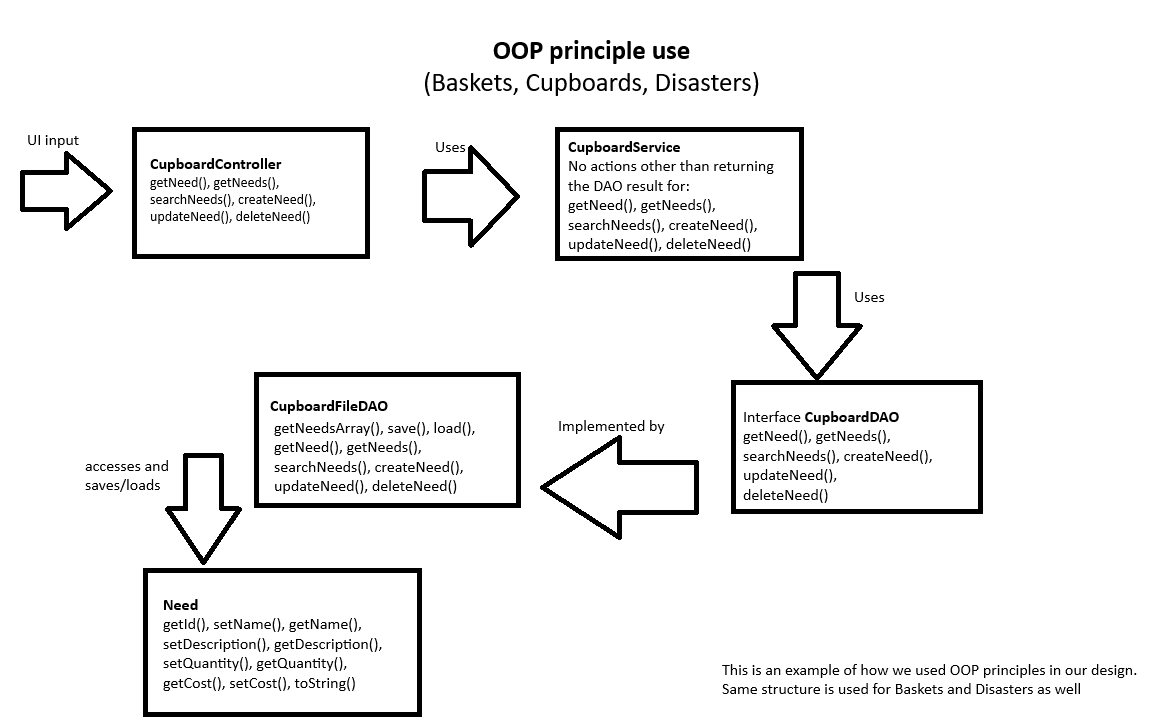 OOP principle use
(Baskets, Cupboards, Disasters)
UI input
CupboardController
getNeed(), getNeeds(),
searchNeeds(), createNeed(),
updateNeed(), deleteNeed()
Uses
CupboardService
No actions other than returning
the DAO result for:
getNeed(), getNeeds(),
searchNeeds(), createNeed(),
updateNeed(), deleteNeed()
Uses
Interface CupboardDAO
getNeed(), getNeeds(),
searchNeeds(), createNeed(),
updateNeed(),
deleteNeed()
Implemented by
CupboardFileDAO
getNeedsArray(), save(), load(),
getNeed(), getNeeds(),
searchNeeds(), createNeed(),
updateNeed(), deleteNeed()
accesses and
saves/loads
Need
getId(), setName(), getName(),
setDescription(), getDescription(),
setQuantity(), getQuantity(),
getCost(), setCost(), toString()
This is an example of how we used OOP principles in our design.
Same structure is used for Baskets and Disasters as well